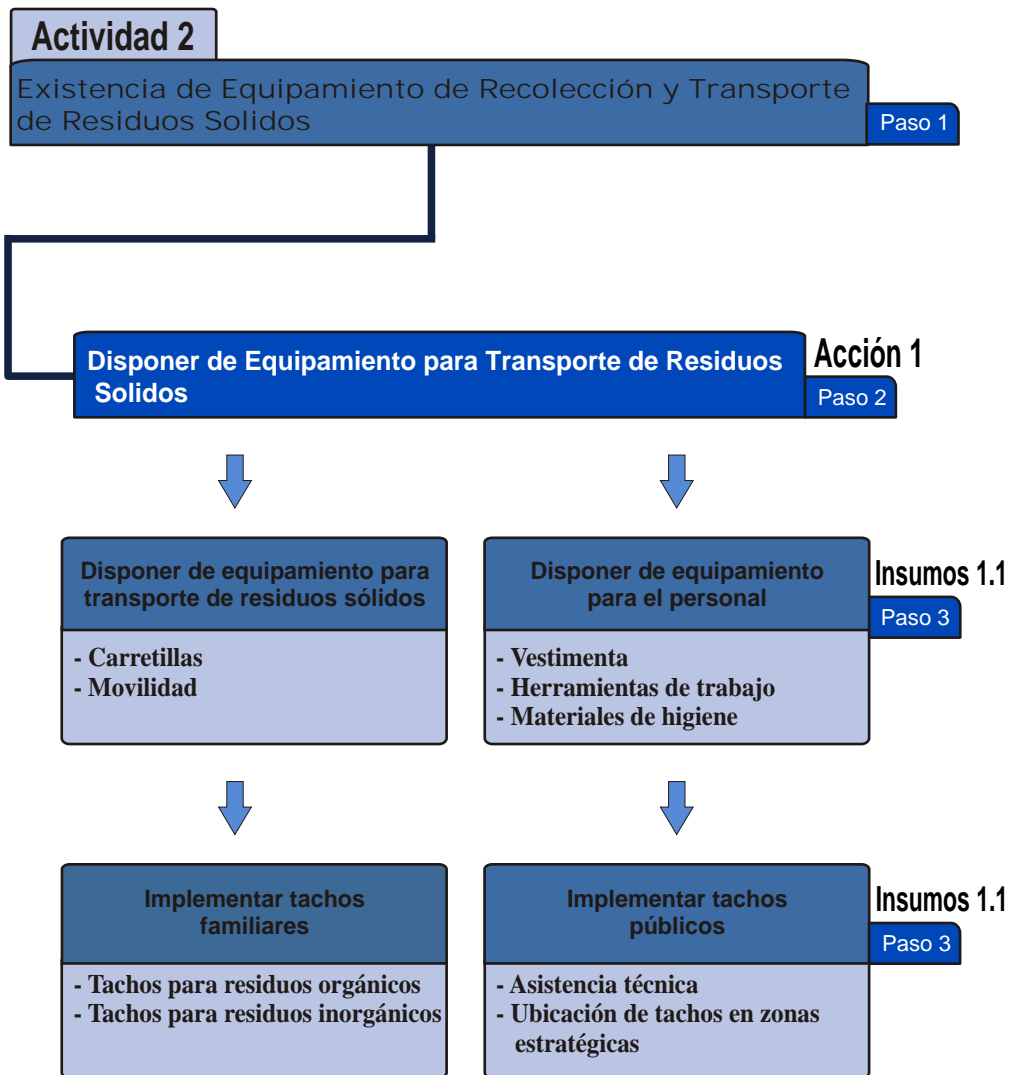 Actividad 2
Existencia de Equipamiento de Recolección y Transporte
de Residuos Solidos
Paso 1
Disponer de Equipamiento para Transporte de Residuos
Solidos
Acción 1
Paso 2
Disponer de equipamiento para
transporte de residuos sólidos
- Carretillas
- Movilidad
Disponer de equipamiento
para el personal
- Vestimenta
- Herramientas de trabajo
- Materiales de higiene
Insumos 1.1
Paso 3
Implementar tachos
familiares
- Tachos para residuos orgánicos
- Tachos para residuos inorgánicos
Implementar tachos
públicos
- Asistencia técnica
- Ubicación de tachos en zonas
estratégicas
Insumos 1.1
Paso 3